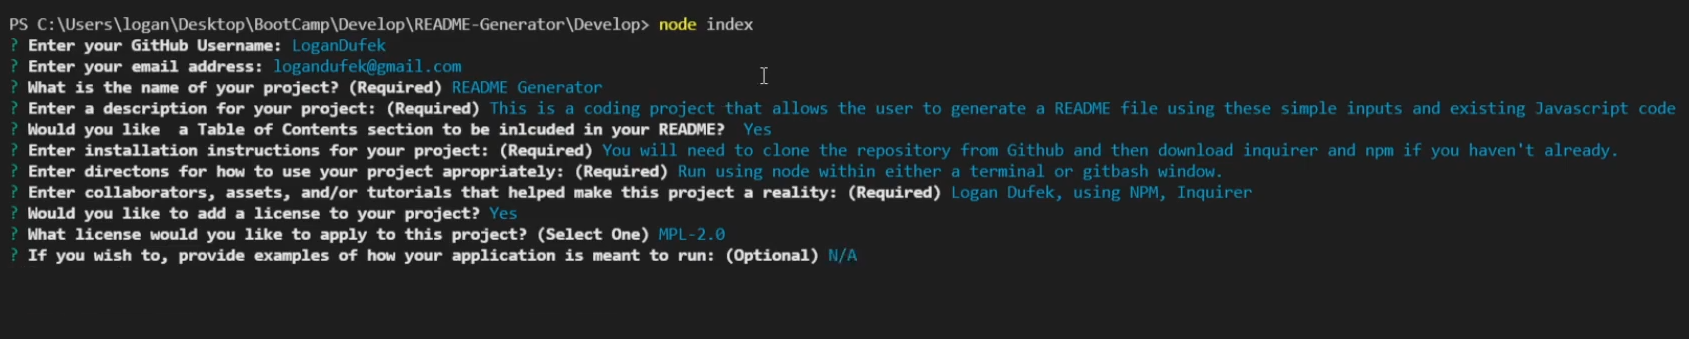 PS C:\Users\logan\Desktop\BootCamp\Develop\README-Generator\Develop> node index
? Enter your GitHub Username: LoganDufek
? Enter your email address: logandufek@gmail.com
? What is the name of your project? (Required) README Generator
? Enter a description for your project: (Required) This is a coding project that allows the user to generate a README file using these simple inputs and existing Javascript code
? Would you like  a Table of Contents section to be inlcuded in your README?  Yes
? Enter installation instructions for your project: (Required) You will need to clone the repository from Github and then download inquirer and npm if you haven't already.
? Enter directons for how to use your project apropriately: (Required) Run using node within either a terminal or gitbash window.
? Enter collaborators, assets, and/or tutorials that helped make this project a reality: (Required) Logan Dufek, using NPM, Inquirer
? Would you like to add a license to your project? Yes
? What license would you like to apply to this project? (Select One) MPL-2.0
? If you wish to, provide examples of how your application is meant to run: (Optional) N/A